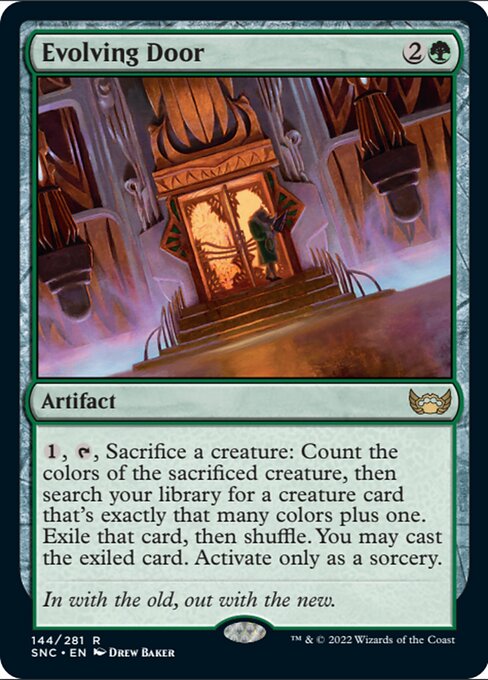 Evolving Door 2
Artifact
1, Sacrifice a creature: Count the
colors of the sacrificed creature, then
search your library for a creature card
that's exactly that many colors plus one.
Exile that card, then shuffle. You may cast
the exiled card. Activate only as a sorcery.
In with the old, out with the new.
144/281 R
SNC • EN DREW BAKER
™ & © 2022 Wizards of the Coast